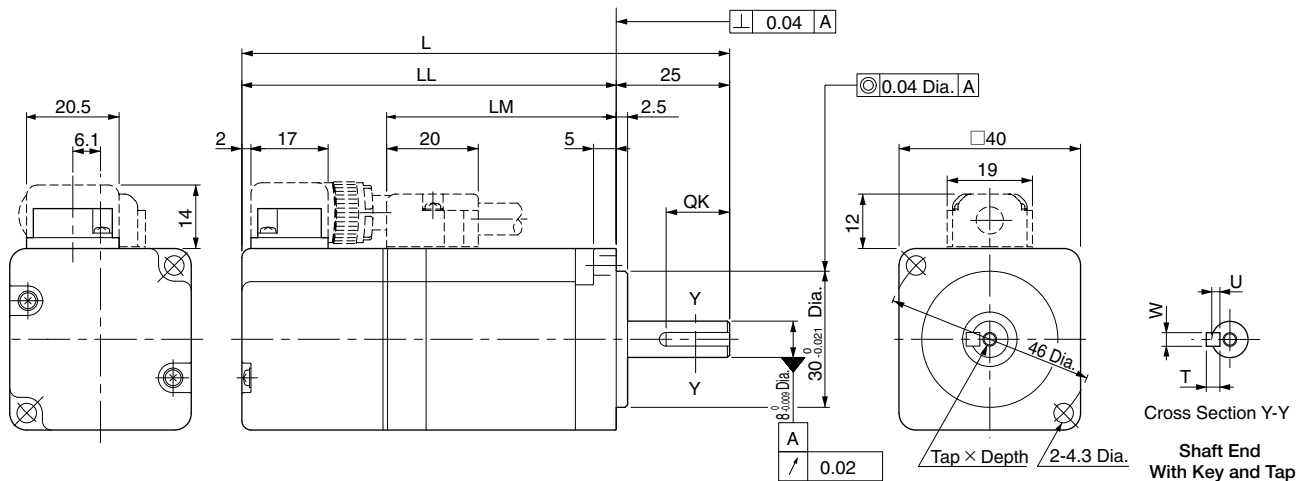 ⊥ 0.04 A
L
LL 25
◎ 0.04 Dia. A
LM 2.5
20.5
6.1
2 17 20 5
□40
19
14
QK
12
Y
Y
30 0 -0.021 Dia.
8 0 -0.009 Dia.
A
↗ 0.02
46 Dia.
Tap × Depth
2-4.3 Dia.
U
W
T
Cross Section Y-Y
Shaft End
With Key and Tap